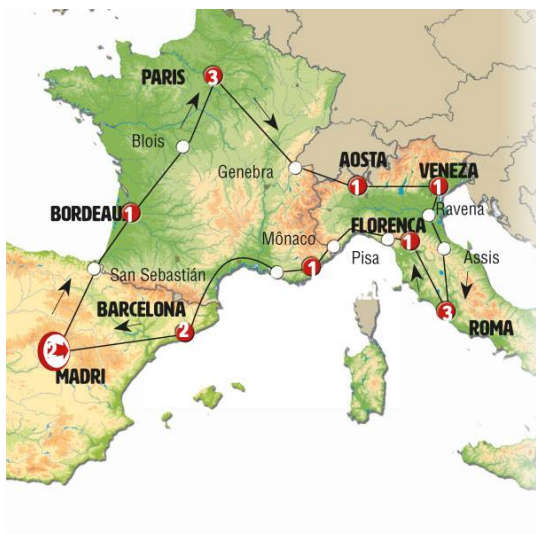 PARIS
3
Blois
Genebra
AOSTA
VENEZA
1
1
BORDEAU
1
Ravena
FLORENÇA
1
Mônaco
Pisa
Assis
San Sebastián
1
BARCELONA
2
3
ROMA
2
MADRI